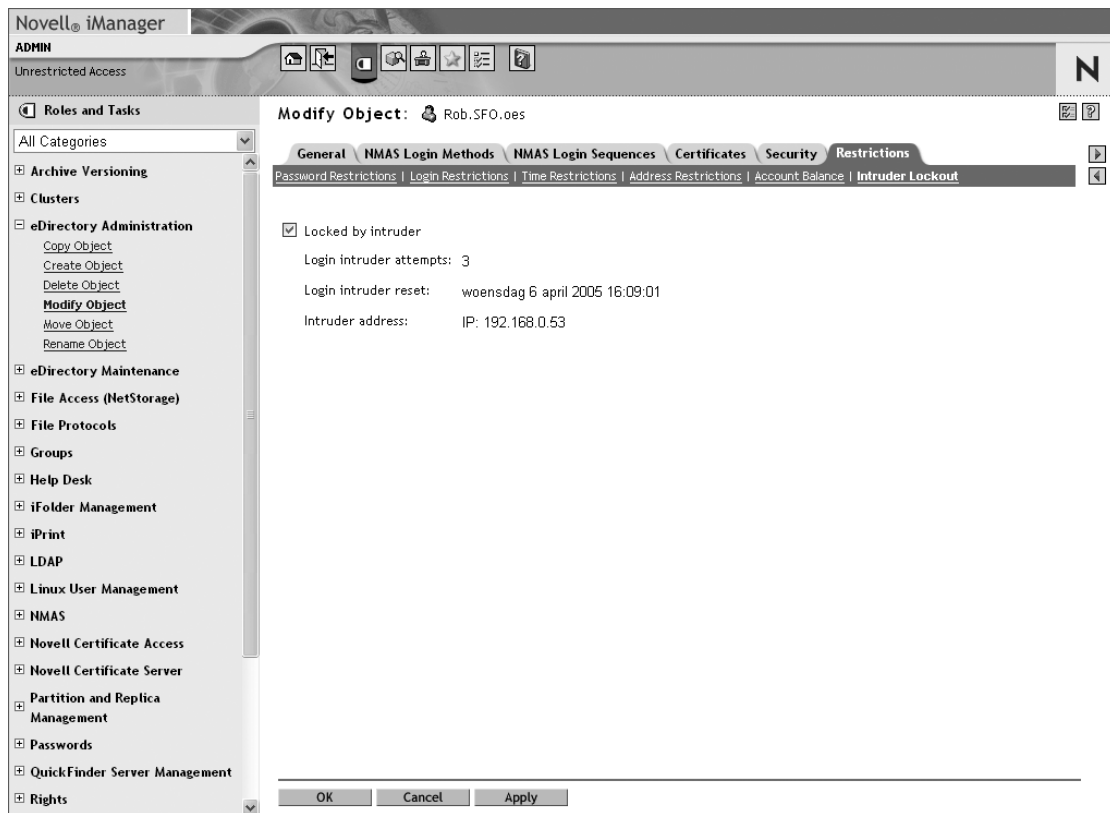 Novell® iManager
ADMIN
Unrestricted Access
N
Roles and Tasks
All Categories
Archive Versioning
Clusters
eDirectory Administration
Copy Object
Create Object
Delete Object
Modify Object
Move Object
Rename Object
eDirectory Maintenance
File Access (NetStorage)
File Protocols
Groups
Help Desk
iFolder Management
iPrint
LDAP
Linux User Management
NMAS
Novell Certificate Access
Novell Certificate Server
Partition and Replica
Management
Passwords
QuickFinder Server Management
Rights
Modify Object: Rob.SFO.oes
General NMAS Login Methods NMAS Login Sequences Certificates Security Restrictions
Password Restrictions | Login Restrictions | Time Restrictions | Address Restrictions | Account Balance | Intruder Lockout
Locked by intruder
Login intruder attempts: 3
Login intruder reset: woensdag 6 april 2005 16:09:01
Intruder address: IP: 192.168.0.53
OK Cancel Apply